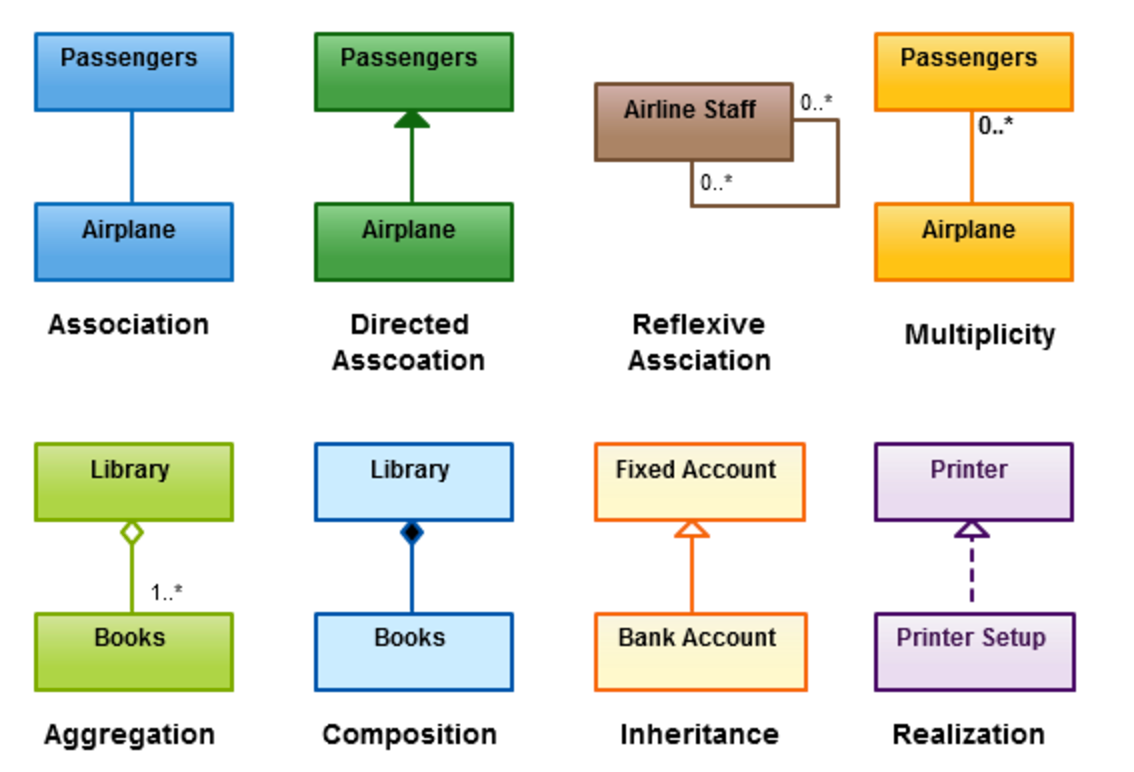 Passengers
Airplane
Association
Passengers
Airplane
Directed
Asscoation
Airline Staff
0..*
0..*
Reflexive
Assciation
Passengers
0..*
Airplane
Multiplicity
Library
1..*
Books
Aggregation
Library
Books
Composition
Fixed Account
Bank Account
Inheritance
Printer
Printer Setup
Realization